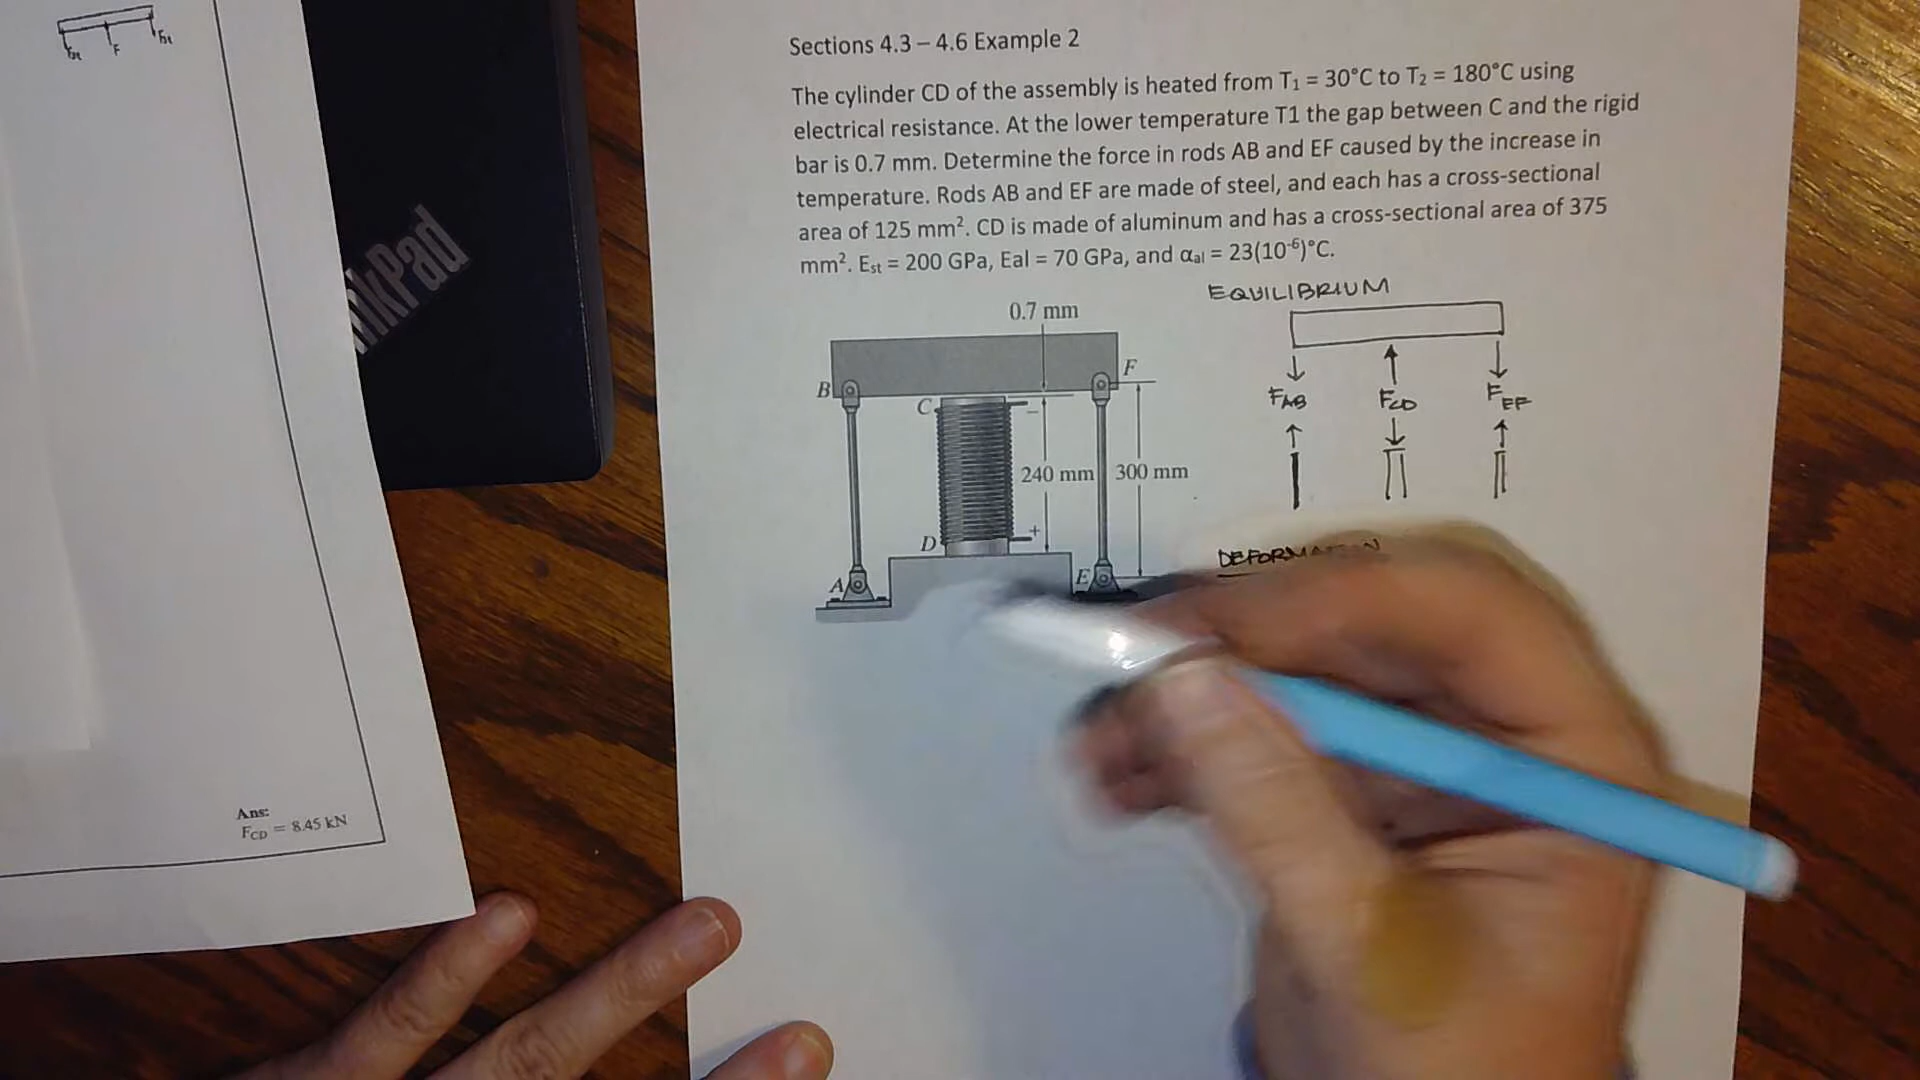 F
Sections 4.3 – 4.6 Example 2
The cylinder CD of the assembly is heated from T₁ = 30°C to T₂ = 180°C using
electrical resistance. At the lower temperature T1 the gap between C and the rigid
bar is 0.7 mm. Determine the force in rods AB and EF caused by the increase in
temperature. Rods AB and EF are made of steel, and each has a cross-sectional
area of 125 mm². CD is made of aluminum and has a cross-sectional area of 375
mm². Eₛₜ = 200 GPa, Eal = 70 GPa, and αₐₗ = 23(10⁻⁶)°C.
EQUILIBRIUM
0.7 mm
B
F
C
240 mm
300 mm
D
+
A
E
F_AB
F_CD
F_EF
DEFORMATION
Ans:
F_CD = 8.45 kN